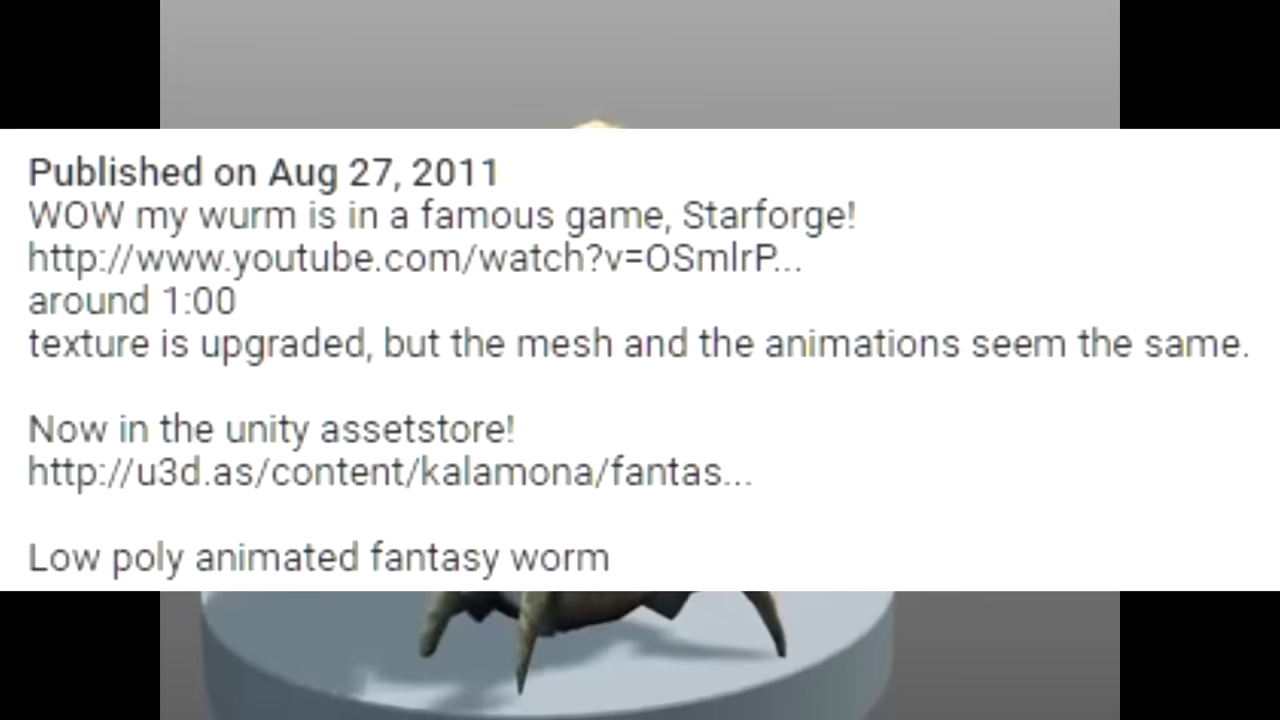 Published on Aug 27, 2011
WOW my wurm is in a famous game, Starforge!
http://www.youtube.com/watch?v=OSmlrP...
around 1:00
texture is upgraded, but the mesh and the animations seem the same.
Now in the unity assetstore!
http://u3d.as/content/kalamona/fantas...
Low poly animated fantasy worm